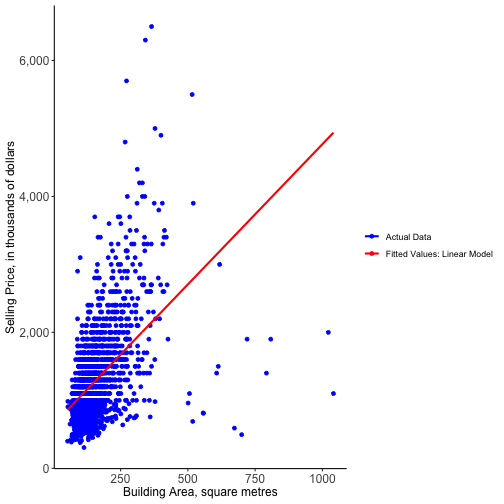 6,000
4,000
2,000
0
250
500
750
1000
Building Area, square metres
Selling Price, in thousands of dollars
Actual Data
Fitted Values: Linear Model